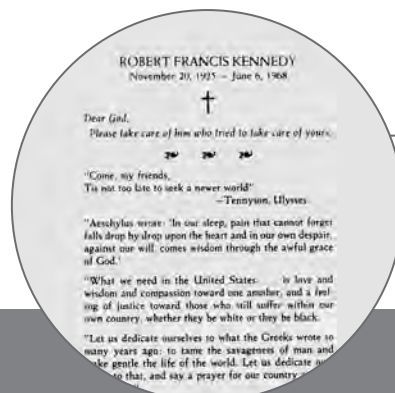 ROBERT FRANCIS KENNEDY
November 20, 1925 — June 6, 1968
Dear God,
Please take care of him who tried to take care of yours.
"Come, my friends,
Tis not too late to seek a newer world"
—Tennyson, Ulysses
"Aeschylus wrote: 'In our sleep, pain that cannot forget
falls drop by drop upon the heart and in our own despair,
against our will, comes wisdom through the awful grace
of God.'
"What we need in the United States . . . is love and
wisdom and compassion toward one another, and a feel-
ing of justice toward those who still suffer within our
own country, whether they be white or they be black.
"Let us dedicate ourselves to what the Greeks wrote so
many years ago: to tame the savageness of man and
make gentle the life of the world. Let us dedicate
to that, and say a prayer for our country